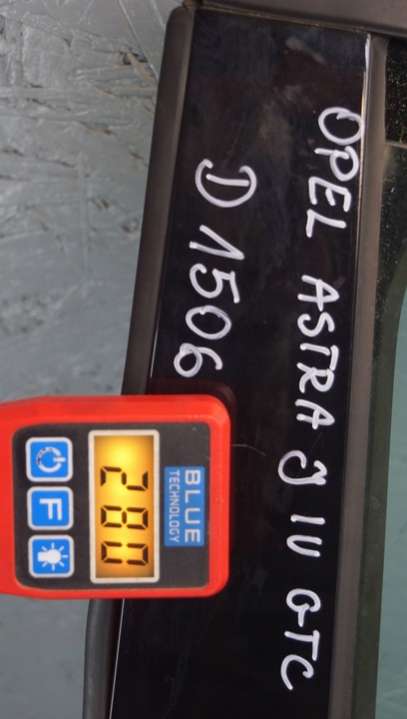 OPEL ASTRA J IV GTC
D 1506
BLUE
TECHNOLOGY
280
F